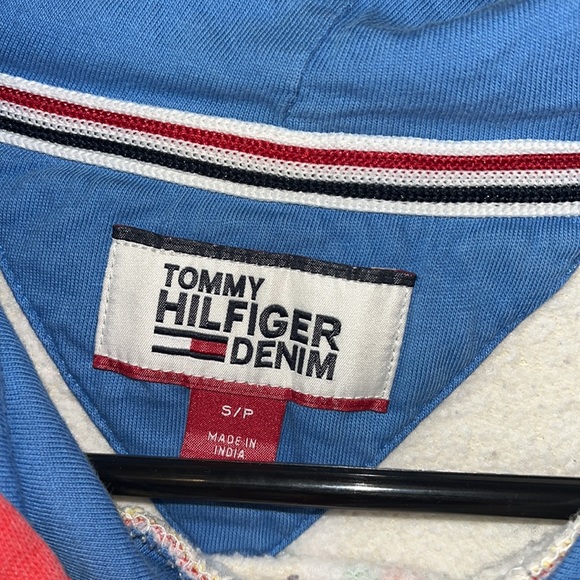 TOMMY
HILFIGER
DENIM
S/P
MADE IN
INDIA